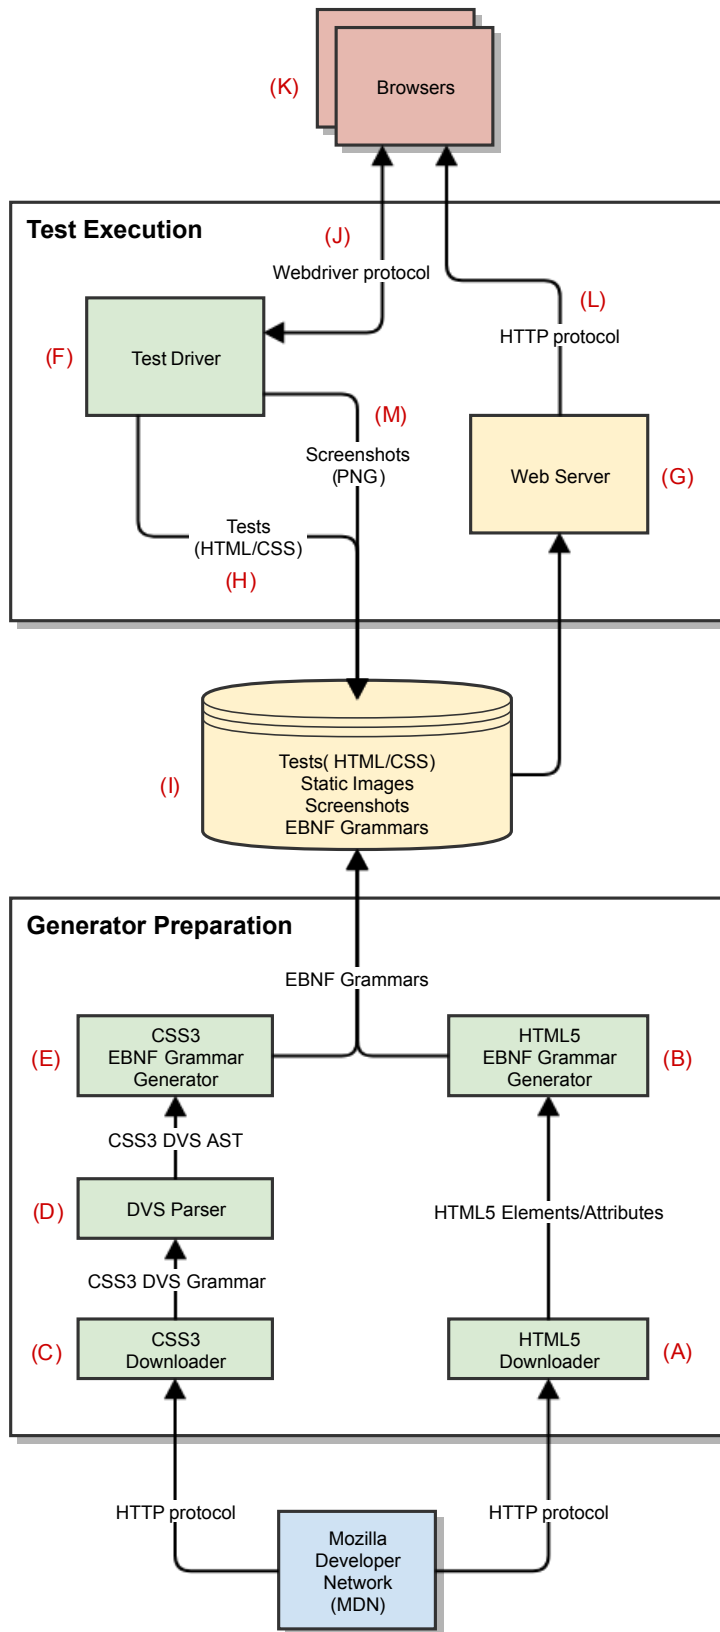 (K)
Browsers
Test Execution
(J)
Webdriver protocol
(L)
HTTP protocol
(F)
Test Driver
(M)
Screenshots
(PNG)
Web Server
(G)
Tests
(HTML/CSS)
(H)
(I)
Tests( HTML/CSS)
Static Images
Screenshots
EBNF Grammars
Generator Preparation
EBNF Grammars
(E)
CSS3
EBNF Grammar
Generator
HTML5
EBNF Grammar
Generator
(B)
CSS3 DVS AST
(D)
DVS Parser
HTML5 Elements/Attributes
CSS3 DVS Grammar
(C)
CSS3
Downloader
HTML5
Downloader
(A)
HTTP protocol
HTTP protocol
Mozilla
Developer
Network
(MDN)